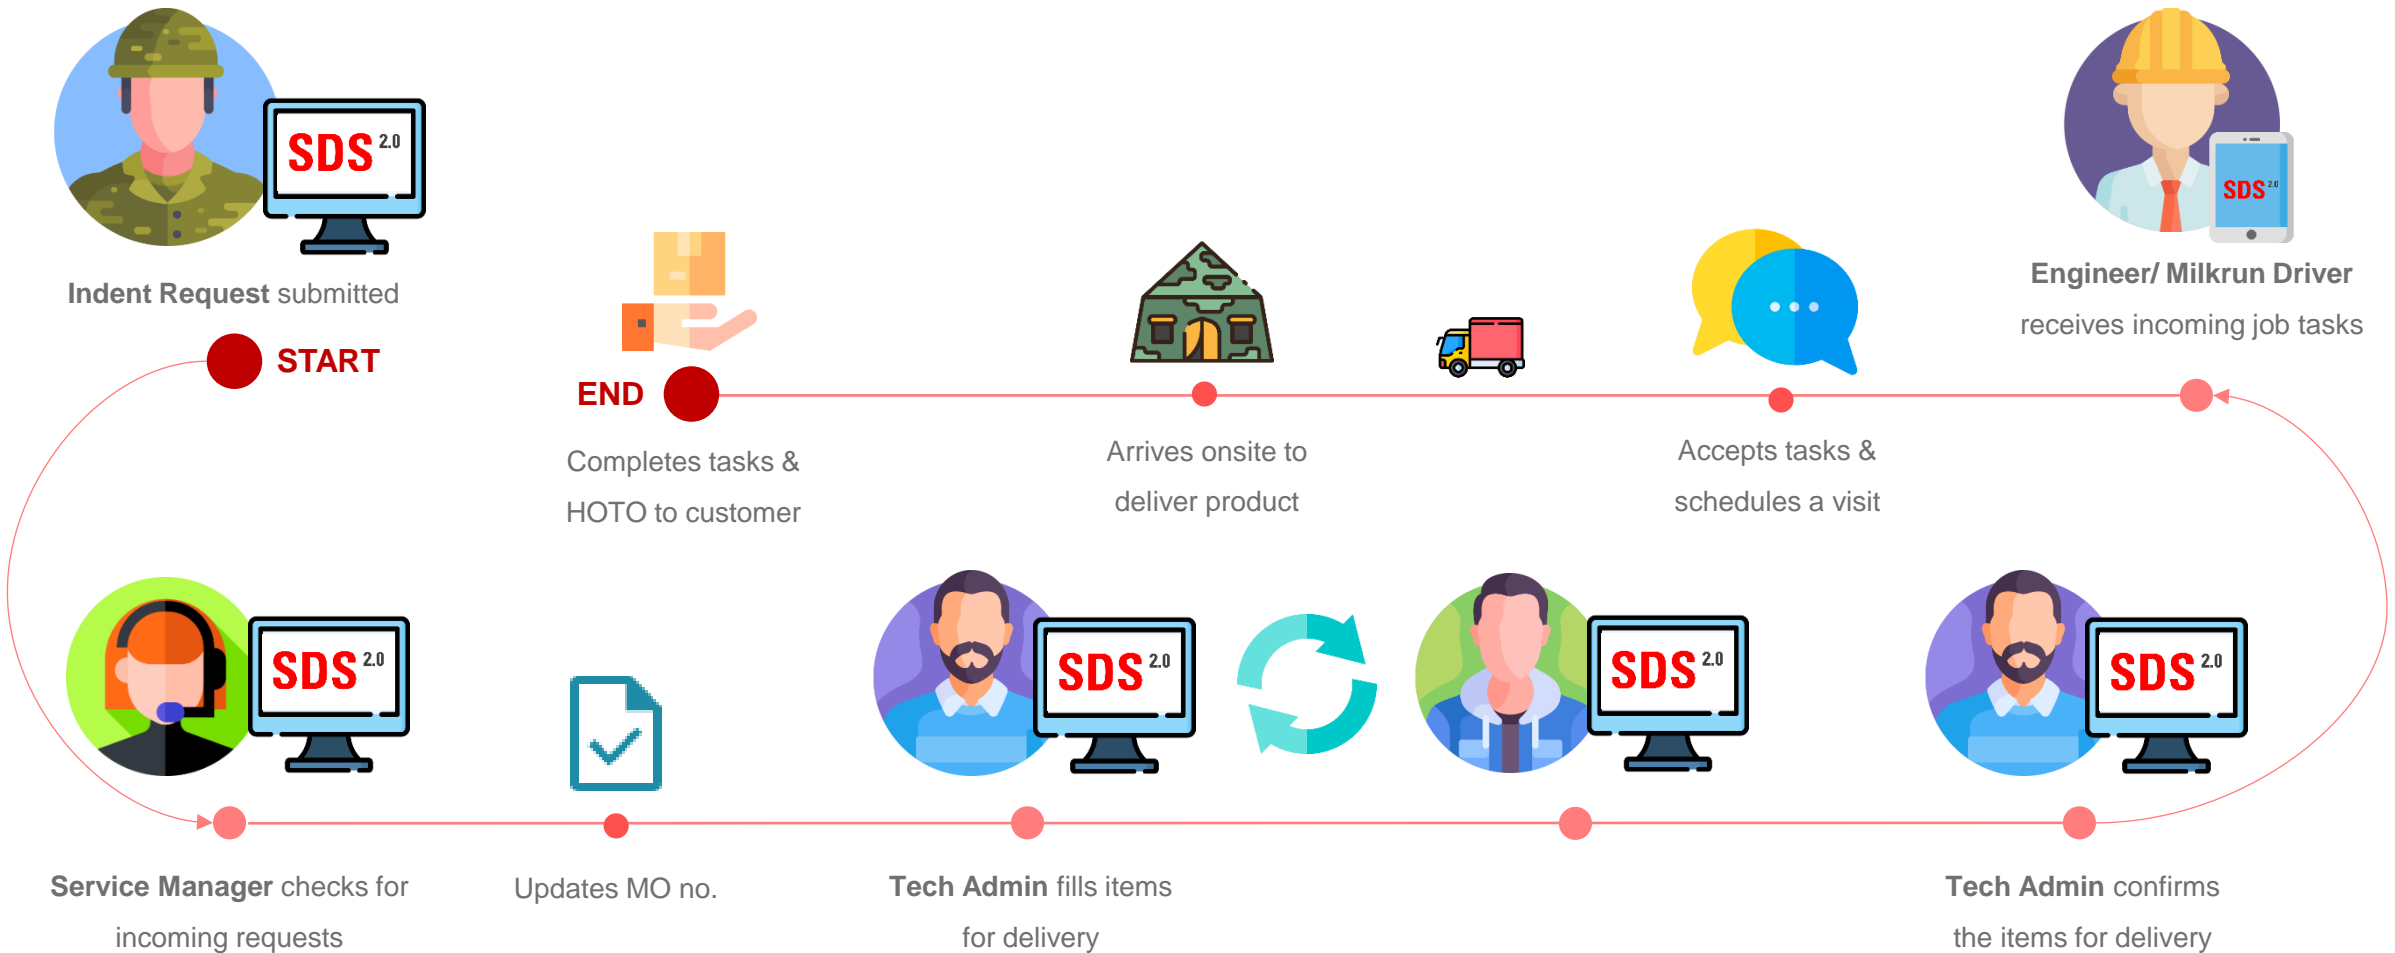 SDS 2.0
Indent Request submitted
START
SDS 2.0
Engineer/ Milkrun Driver
receives incoming job tasks
END
Completes tasks &
HOTO to customer
Arrives onsite to
deliver product
Accepts tasks &
schedules a visit
SDS 2.0
Service Manager checks for
incoming requests
Updates MO no.
SDS 2.0
Tech Admin fills items
for delivery
SDS 2.0
SDS 2.0
Tech Admin confirms
the items for delivery